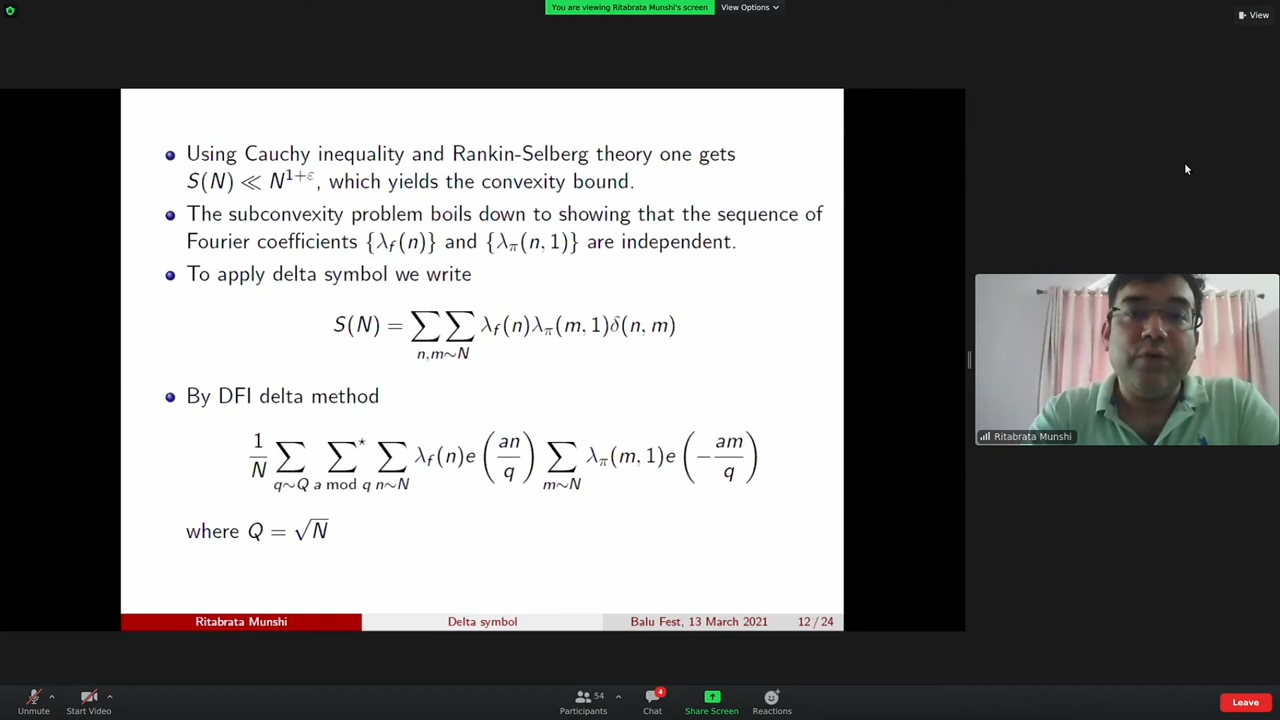 You are viewing Ritabrata Munshi's screen View Options
View
Using Cauchy inequality and Rankin-Selberg theory one gets
S(N) ≪ N^{1+ε}, which yields the convexity bound.
The subconvexity problem boils down to showing that the sequence of
Fourier coefficients {λ_f(n)} and {λ_π(n, 1)} are independent.
To apply delta symbol we write
S(N) = ∑∑_{n,m∼N} λ_f(n)λ_π(m, 1)δ(n, m)
By DFI delta method
1/N ∑_{q∼Q} ∑^⋆_{a mod q} ∑_{n∼N} λ_f(n)e(an/q) ∑_{m∼N} λ_π(m, 1)e(−am/q)
where Q = √N
Ritabrata Munshi
Ritabrata Munshi Delta symbol Balu Fest, 13 March 2021 12 / 24
54 4
Unmute Start Video Participants Chat Share Screen Reactions Leave